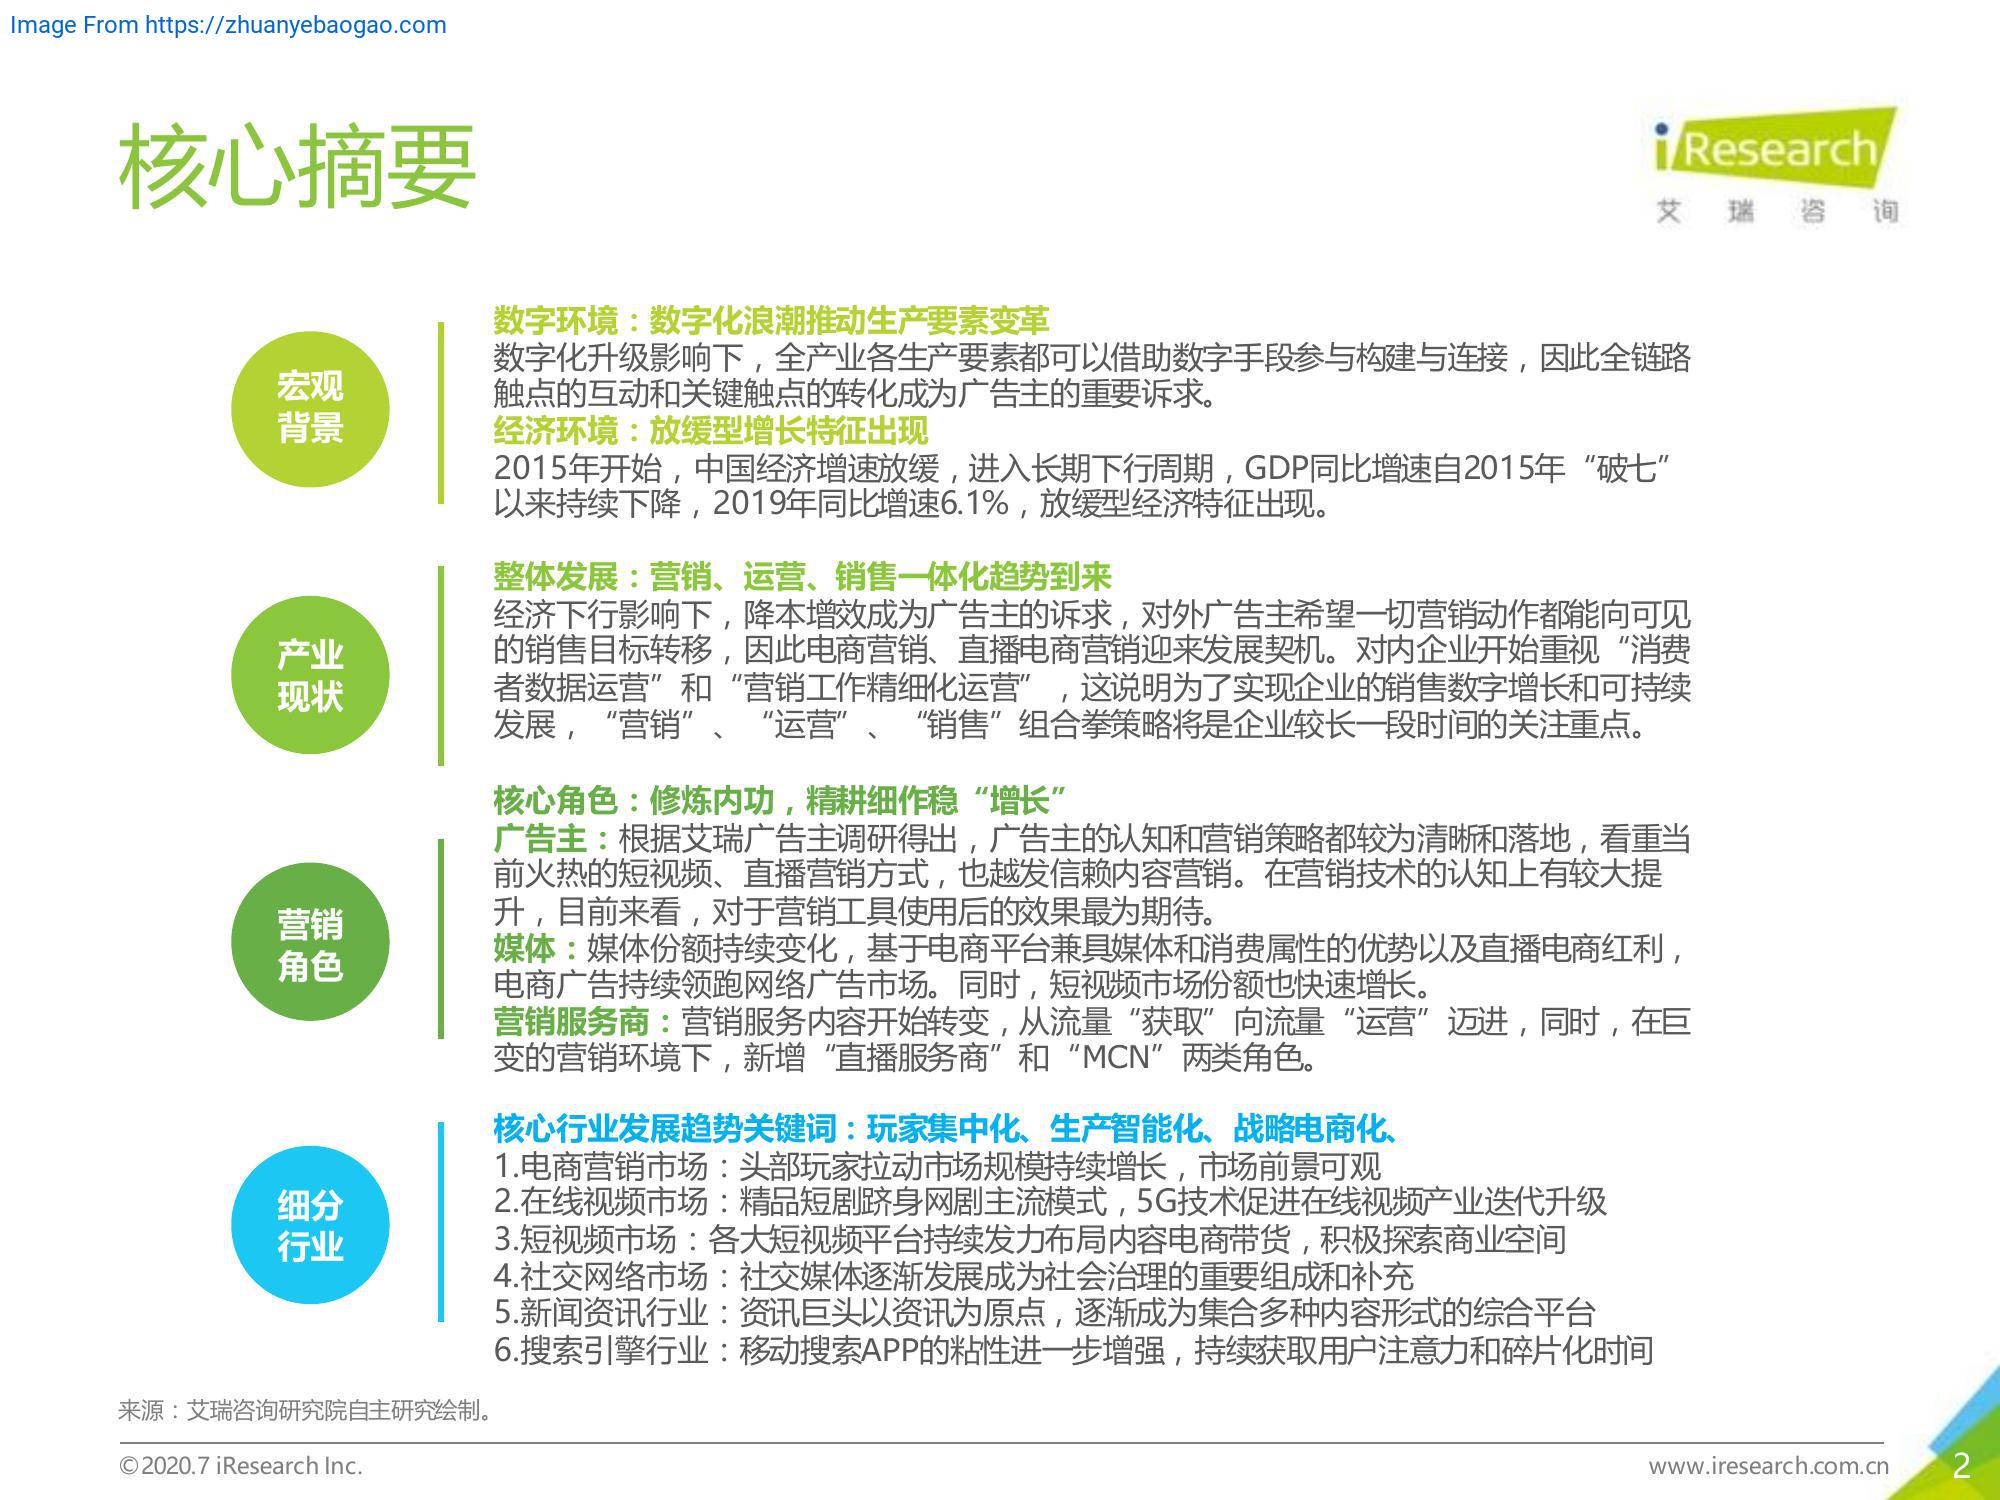 Image From https://zhuanyebaogao.com
核心摘要
iResearch
艾瑞咨询
宏观
背景
数字环境：数字化浪潮推动生产要素变革
数字化升级影响下，全产业各生产要素都可以借助数字手段参与构建与连接，因此全链路
触点的互动和关键触点的转化成为广告主的重要诉求。
经济环境：放缓型增长特征出现
2015年开始，中国经济增速放缓，进入长期下行周期，GDP同比增速自2015年“破七”
以来持续下降，2019年同比增速6.1%，放缓型经济特征出现。
产业
现状
整体发展：营销、运营、销售一体化趋势到来
经济下行影响下，降本增效成为广告主的诉求，对外广告主希望一切营销动作都能向可见
的销售目标转移，因此电商营销、直播电商营销迎来发展契机。对内企业开始重视“消费
者数据运营”和“营销工作精细化运营”，这说明为了实现企业的销售数字增长和可持续
发展，“营销”、“运营”、“销售”组合拳策略将是企业较长一段时间的关注重点。
营销
角色
核心角色：修炼内功，精耕细作稳“增长”
广告主：根据艾瑞广告主调研得出，广告主的认知和营销策略都较为清晰和落地，看重当
前火热的短视频、直播营销方式，也越发信赖内容营销。在营销技术的认知上有较大提
升，目前来看，对于营销工具使用后的效果最为期待。
媒体：媒体份额持续变化，基于电商平台兼具媒体和消费属性的优势以及直播电商红利，
电商广告持续领跑网络广告市场。同时，短视频市场份额也快速增长。
营销服务商：营销服务内容开始转变，从流量“获取”向流量“运营”迈进，同时，在巨
变的营销环境下，新增“直播服务商”和“MCN”两类角色。
细分
行业
核心行业发展趋势关键词：玩家集中化、生产智能化、战略电商化、
1.电商营销市场：头部玩家拉动市场规模持续增长，市场前景可观
2.在线视频市场：精品短剧跻身网剧主流模式，5G技术促进在线视频产业迭代升级
3.短视频市场：各大短视频平台持续发力布局内容电商带货，积极探索商业空间
4.社交网络市场：社交媒体逐渐发展成为社会治理的重要组成和补充
5.新闻资讯行业：资讯巨头以资讯为原点，逐渐成为集合多种内容形式的综合平台
6.搜索引擎行业：移动搜索APP的粘性进一步增强，持续获取用户注意力和碎片化时间
来源：艾瑞咨询研究院自主研究绘制。
©2020.7 iResearch Inc.
www.iresearch.com.cn
2